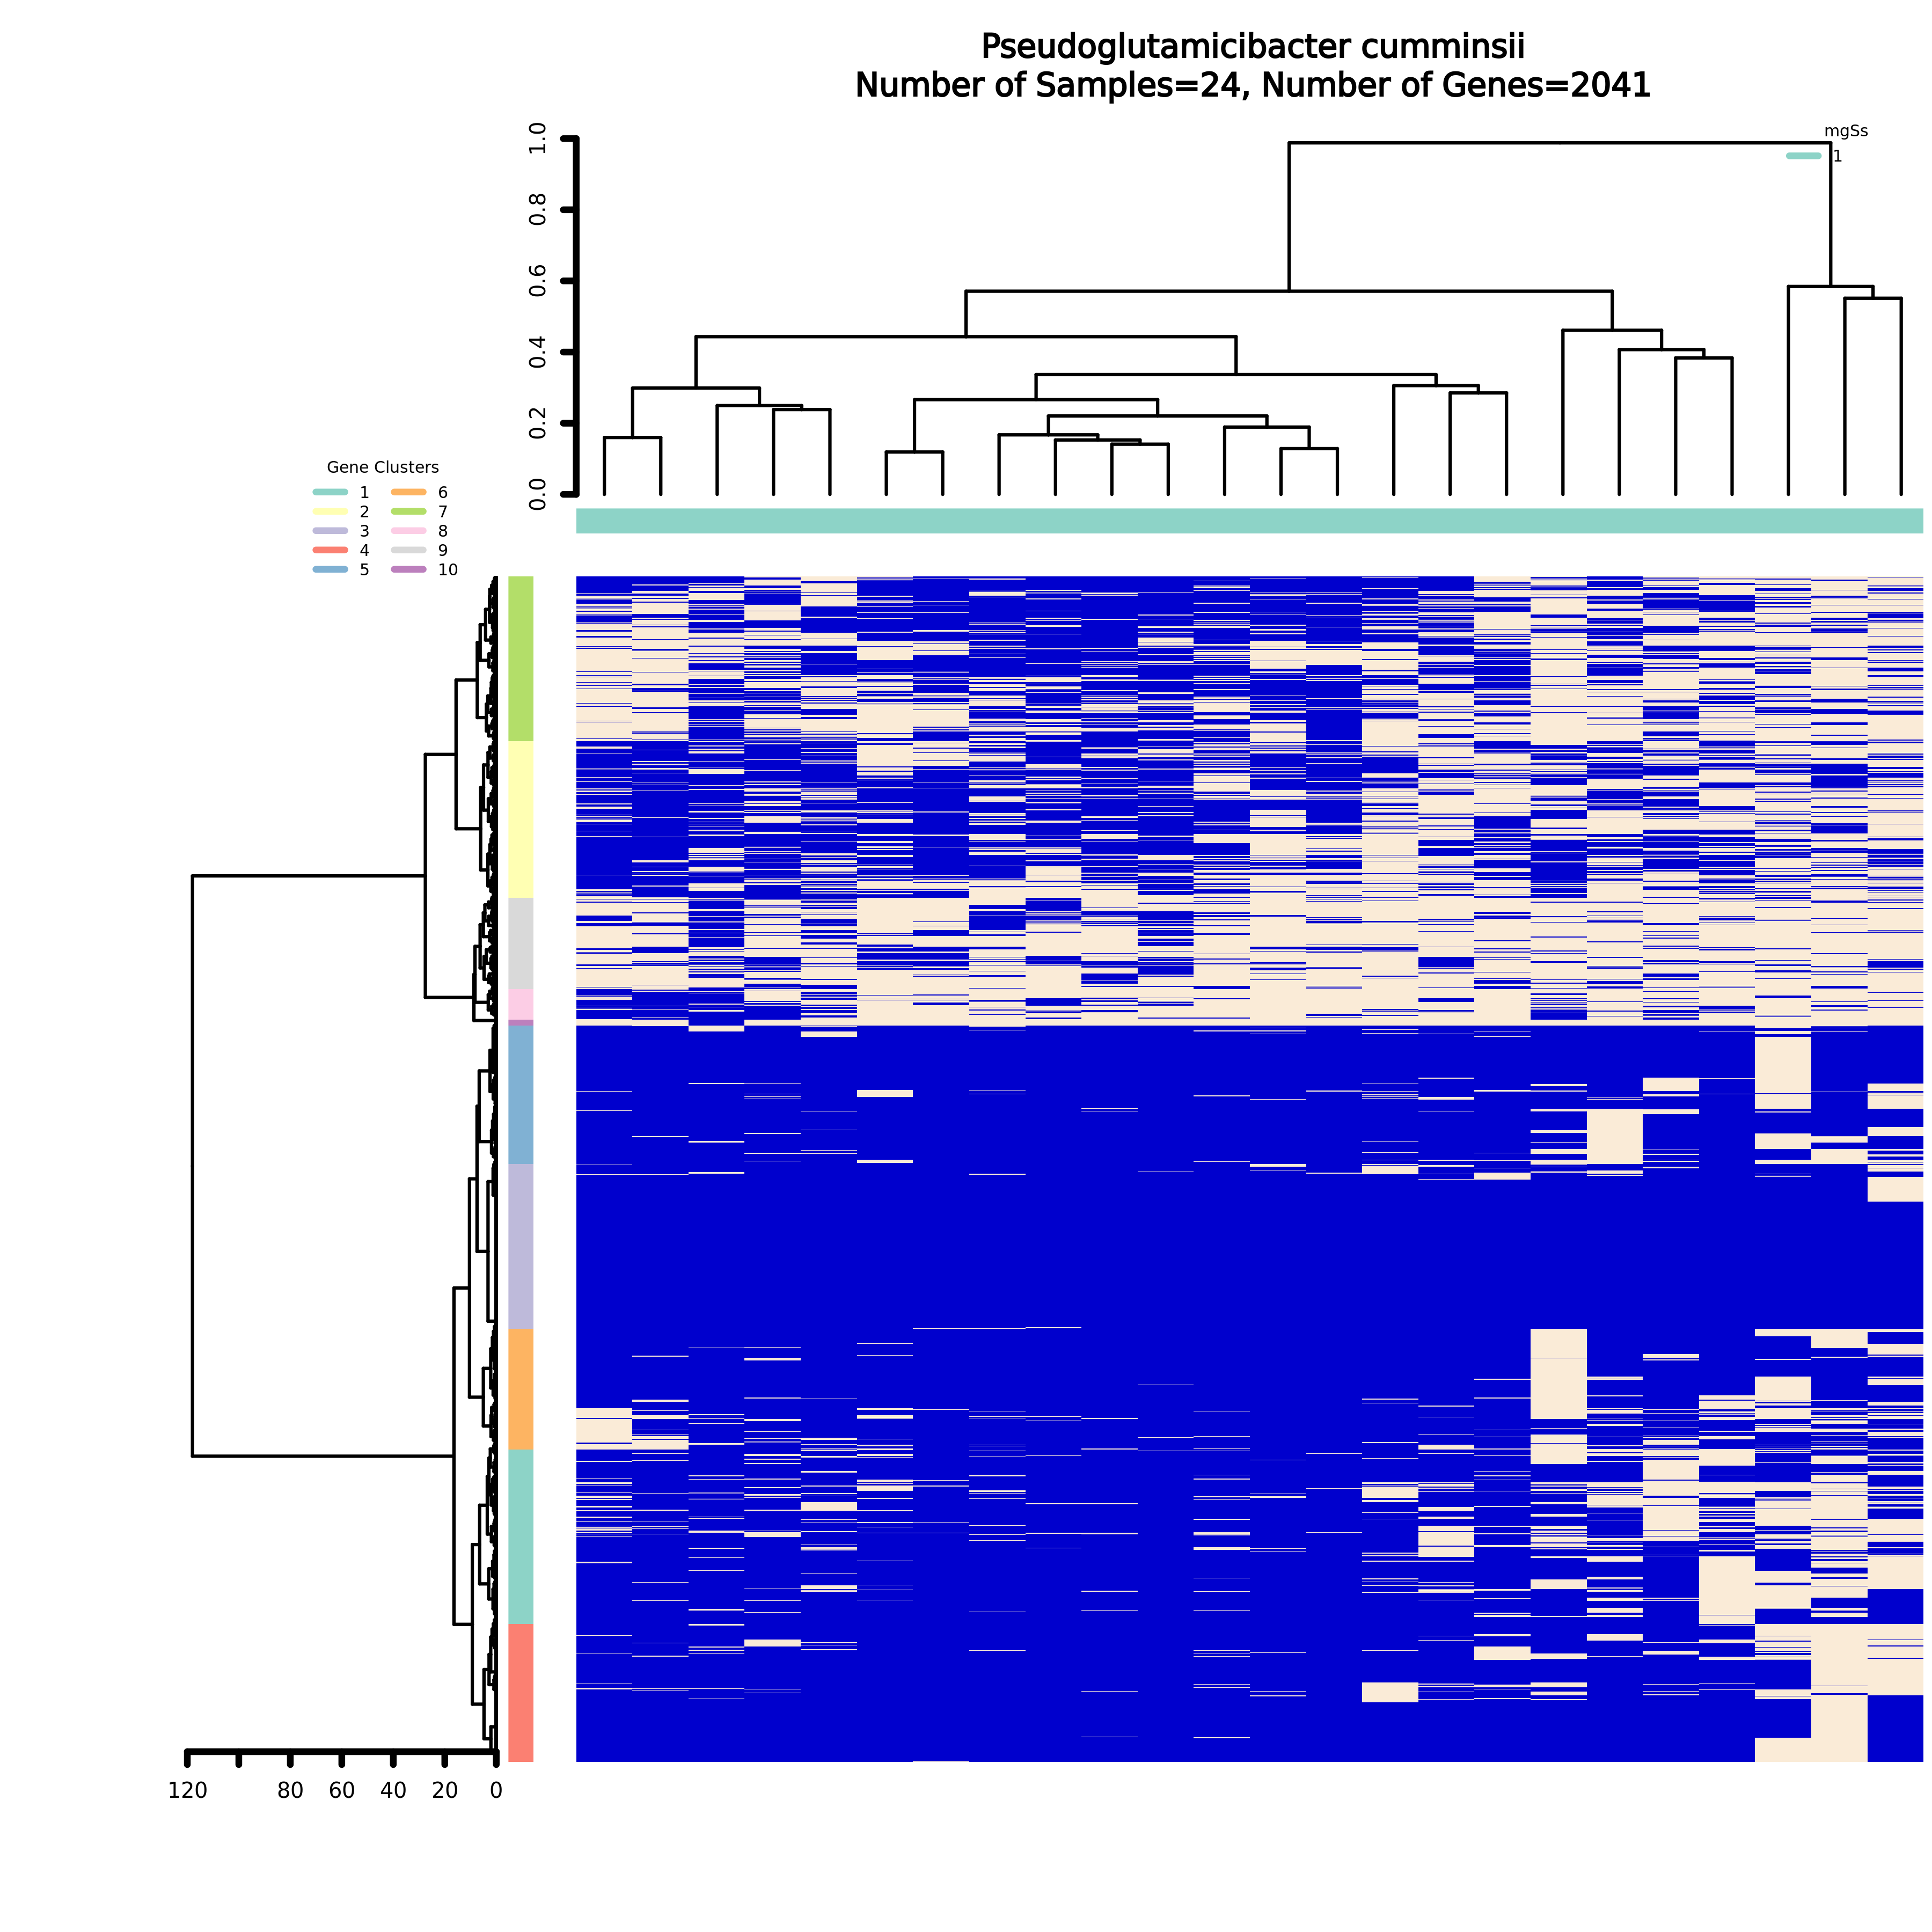 Pseudoglutamicibacter cumminsii
Number of Samples=24, Number of Genes=2041
mgSs
1
1.0
0.8
0.6
0.4
0.2
0.0
Gene Clusters
1 6
2 7
3 8
4 9
5 10
120 80 60 40 20 0